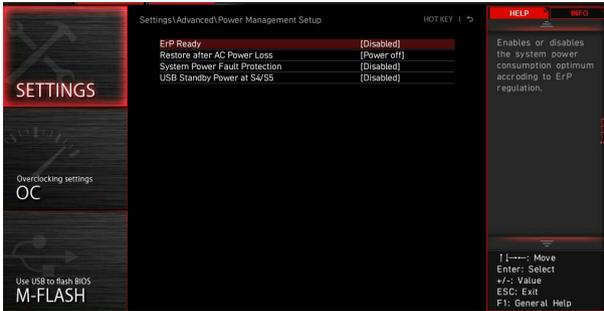 Settings\Advanced\Power Management Setup
HOT KEY |
HELP
INFO
ErP Ready [Disabled]
Restore after AC Power Loss [Power off]
System Power Fault Protection [Disabled]
USB Standby Power at S4/S5 [Disabled]
SETTINGS
Overclocking settings
OC
Use USB to flash BIOS
M-FLASH
Enables or disables
the system power
consumption optimum
accroding to ErP
regulation.
↑↓→←: Move
Enter: Select
+/-: Value
ESC: Exit
F1: General Help